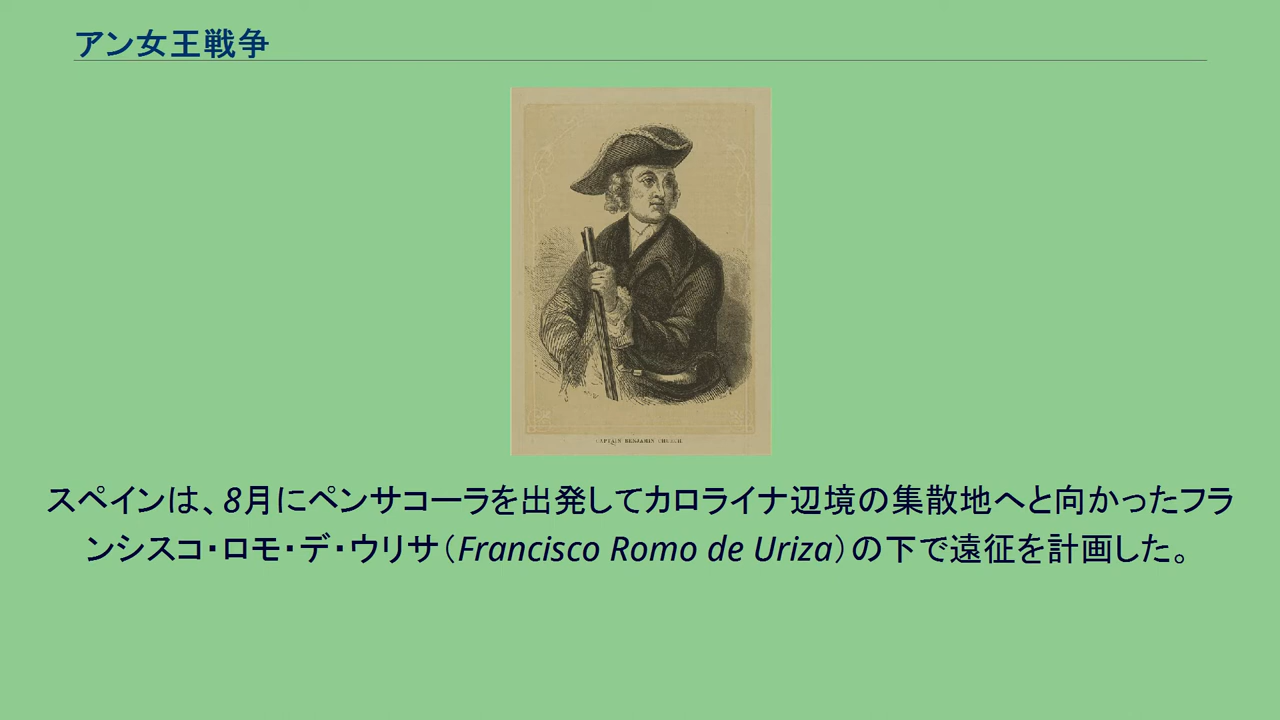 アン女王戦争
CAPTAIN BENJAMIN CHURCH
スペインは、8月にペンサコーラを出発してカロライナ辺境の集散地へと向かったフラ
ンシスコ・ロモ・デ・ウリサ（Francisco Romo de Uriza）の下で遠征を計画した。